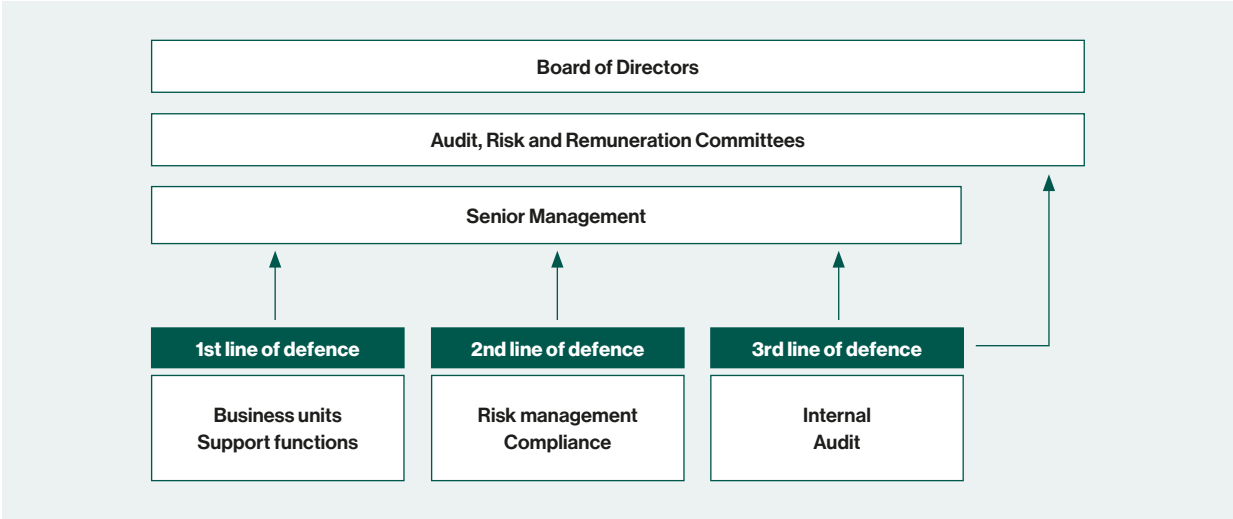 Board of Directors
Audit, Risk and Remuneration Committees
Senior Management
1st line of defence
2nd line of defence
3rd line of defence
Business units
Support functions
Risk management
Compliance
Internal
Audit